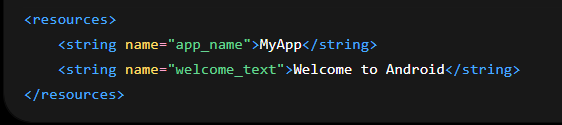 <resources>
    <string name="app_name">MyApp</string>
    <string name="welcome_text">Welcome to Android</string>
</resources>